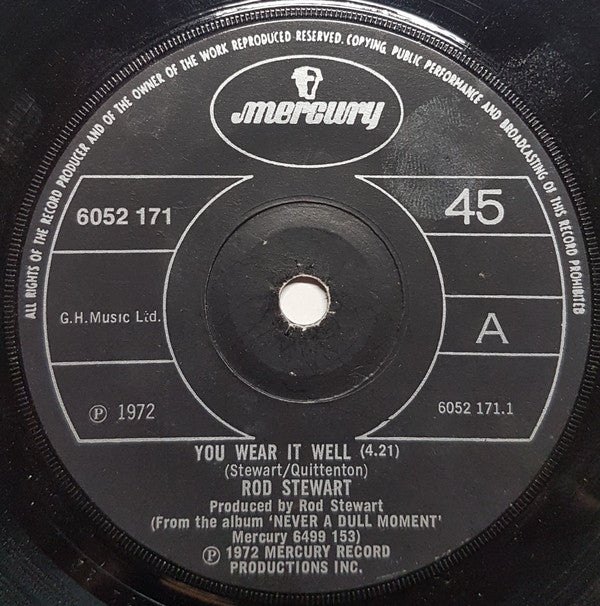 ALL RIGHTS OF THE RECORD PRODUCER AND OF THE OWNER OF THE WORK REPRODUCED RESERVED. COPYING, PUBLIC PERFORMANCE AND BROADCASTING OF THIS RECORD PROHIBITED
mercury
6052 171
45
G.H.Music Ltd.
A
℗ 1972
6052 171.1
YOU WEAR IT WELL (4.21)
(Stewart/Quittenton)
ROD STEWART
Produced by Rod Stewart
(From the album 'NEVER A DULL MOMENT'
Mercury 6499 153)
℗ 1972 MERCURY RECORD
PRODUCTIONS INC.